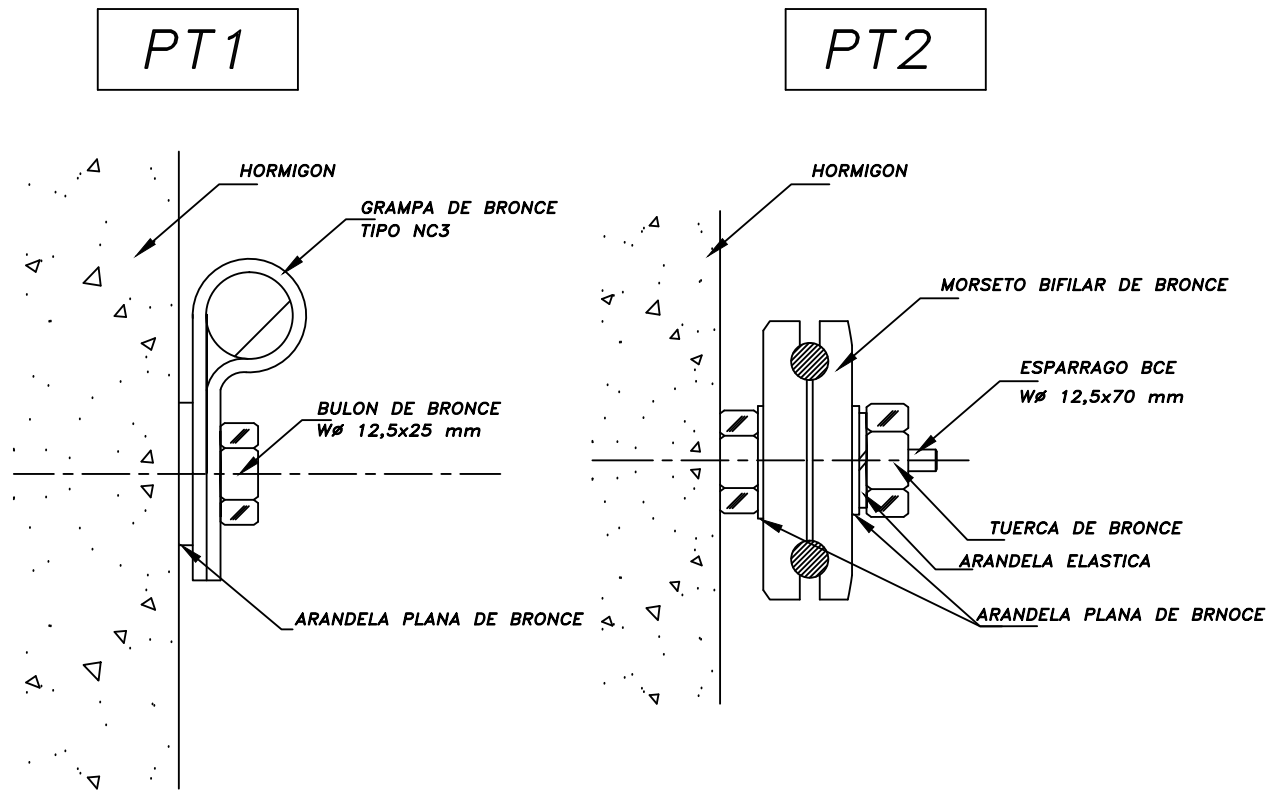 PT1
HORMIGON
GRAMPA DE BRONCE
TIPO NC3
BULON DE BRONCE
WØ 12,5x25 mm
ARANDELA PLANA DE BRONCE
PT2
HORMIGON
MORSETO BIFILAR DE BRONCE
ESPARRAGO BCE
WØ 12,5x70 mm
TUERCA DE BRONCE
ARANDELA ELASTICA
ARANDELA PLANA DE BRNOCE